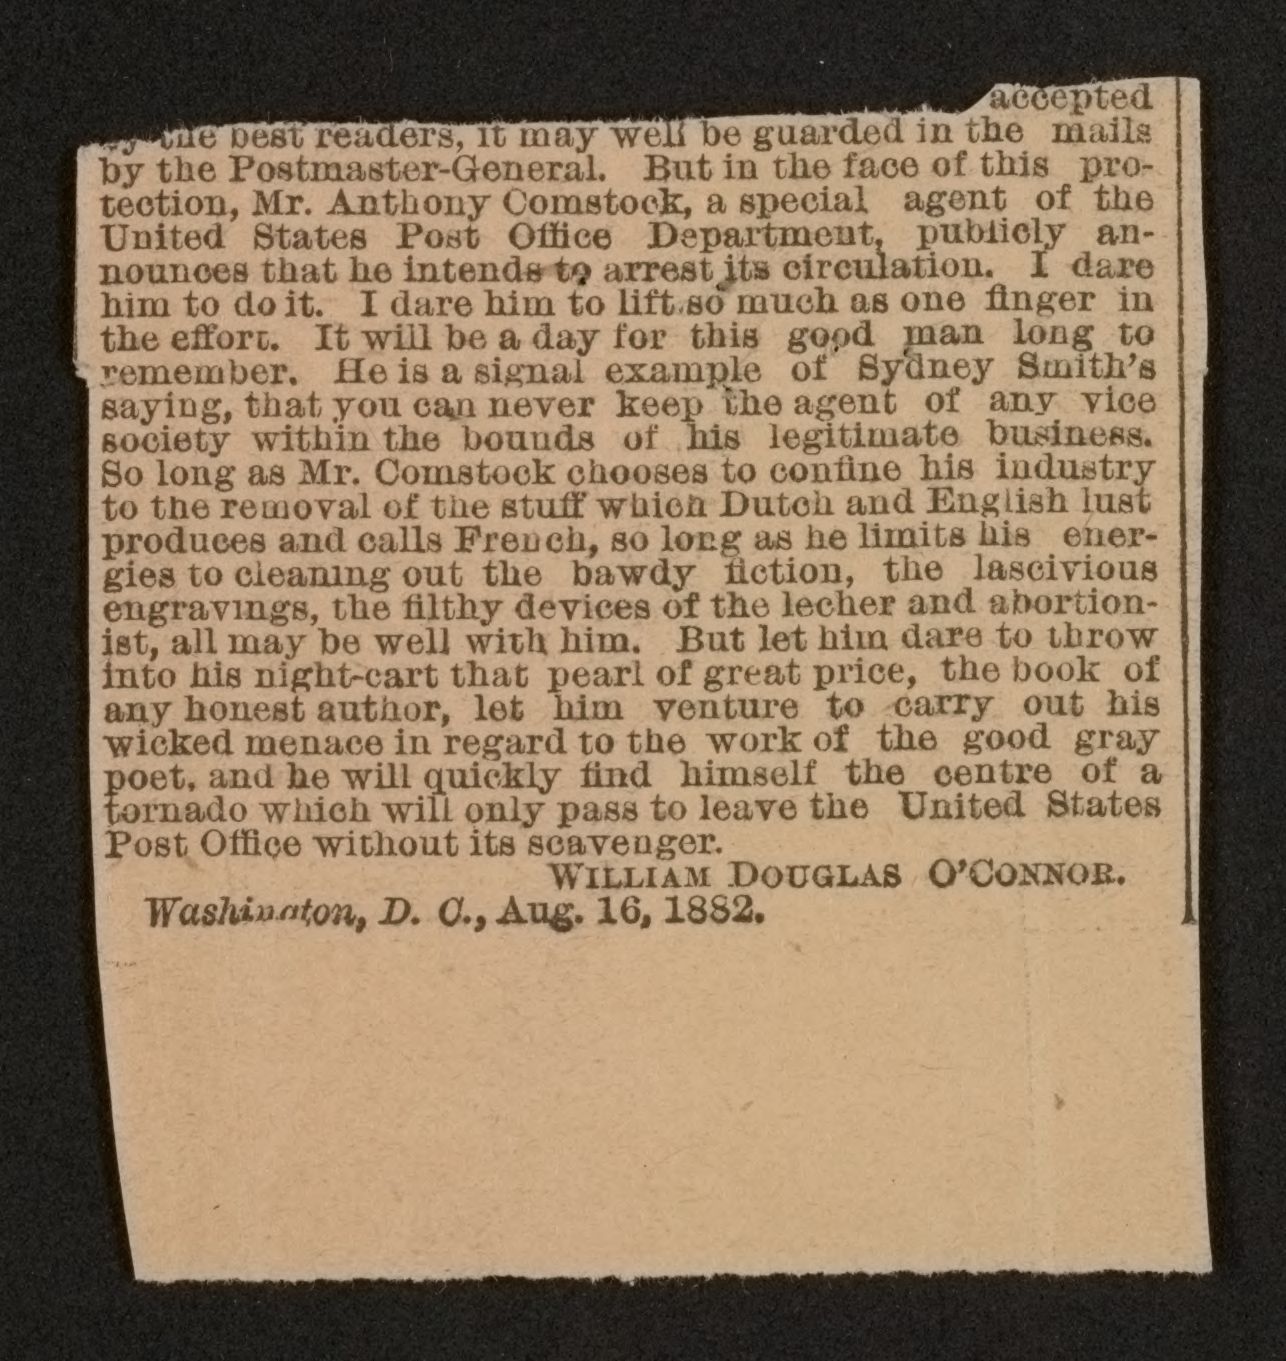 accepted
by the best readers, it may well be guarded in the mails
by the Postmaster-General. But in the face of this pro-
tection, Mr. Anthony Comstock, a special agent of the
United States Post Office Department, publicly an-
nounces that he intends to arrest its circulation. I dare
him to do it. I dare him to lift so much as one finger in
the effort. It will be a day for this good man long to
remember. He is a signal example of Sydney Smith's
saying, that you can never keep the agent of any vice
society within the bounds of his legitimate business.
So long as Mr. Comstock chooses to confine his industry
to the removal of the stuff which Dutch and English lust
produces and calls French, so long as he limits his ener-
gies to cleaning out the bawdy fiction, the lascivious
engravings, the filthy devices of the lecher and abortion-
ist, all may be well with him. But let him dare to throw
into his night-cart that pearl of great price, the book of
any honest author, let him venture to carry out his
wicked menace in regard to the work of the good gray
poet, and he will quickly find himself the centre of a
tornado which will only pass to leave the United States
Post Office without its scavenger.
WILLIAM DOUGLAS O'CONNOR.
Washington, D. C., Aug. 16, 1882.